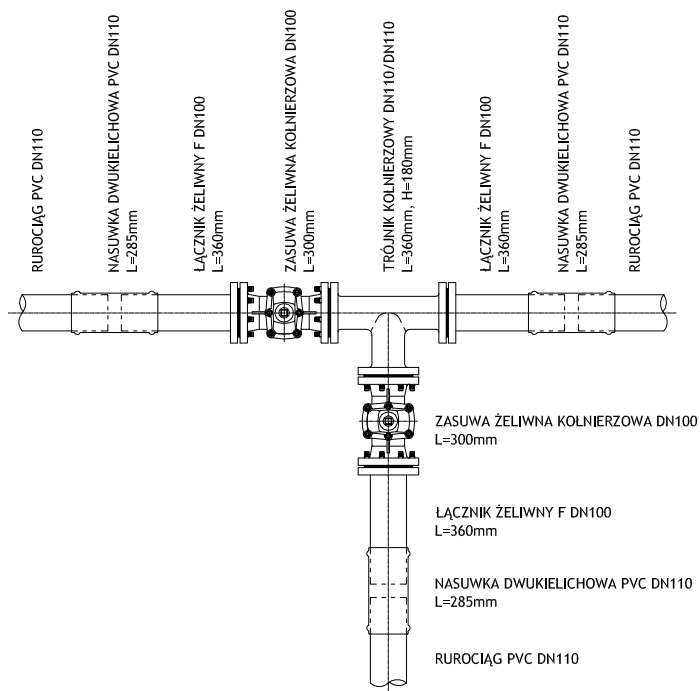 RUROCIĄG PVC DN110
NASUWKA DWUKIELICHOWA PVC DN110
L=285mm
ŁĄCZNIK ŻELIWNY F DN100
L=360mm
ZASUWA ŻELIWNA KOŁNIERZOWA DN100
L=300mm
TRÓJNIK KOŁNIERZOWY DN110/DN110
L=360mm, H=180mm
ŁĄCZNIK ŻELIWNY F DN100
L=360mm
NASUWKA DWUKIELICHOWA PVC DN110
L=285mm
RUROCIĄG PVC DN110
ZASUWA ŻELIWNA KOŁNIERZOWA DN100
L=300mm
ŁĄCZNIK ŻELIWNY F DN100
L=360mm
NASUWKA DWUKIELICHOWA PVC DN110
L=285mm
RUROCIĄG PVC DN110